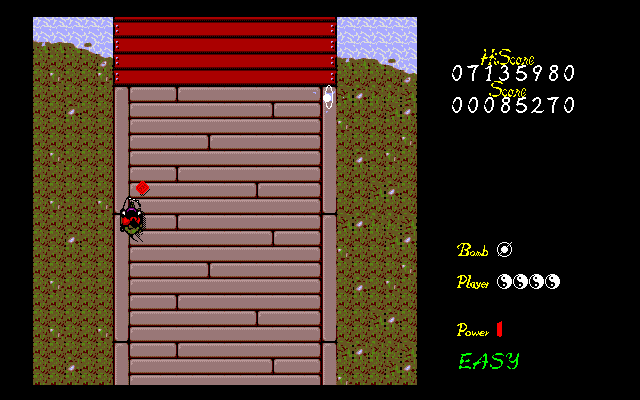 HiScore
07135980
Score
00085270
Bomb
Player
Power
EASY